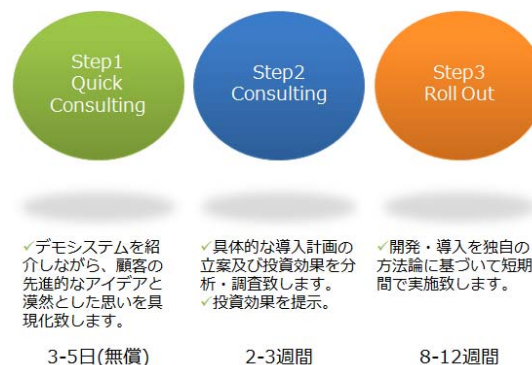 Step1
Quick
Consulting
Step2
Consulting
Step3
Roll Out
✓デモシステムを紹
介しながら、顧客の
先進的なアイデアと
漠然とした思いを具
現化致します。
✓具体的な導入計画の
立案及び投資効果を分
析・調査致します。
✓投資効果を提示。
✓開発・導入を独自の
方法論に基づいて短期
間で実施致します。
3-5日(無償)
2-3週間
8-12週間